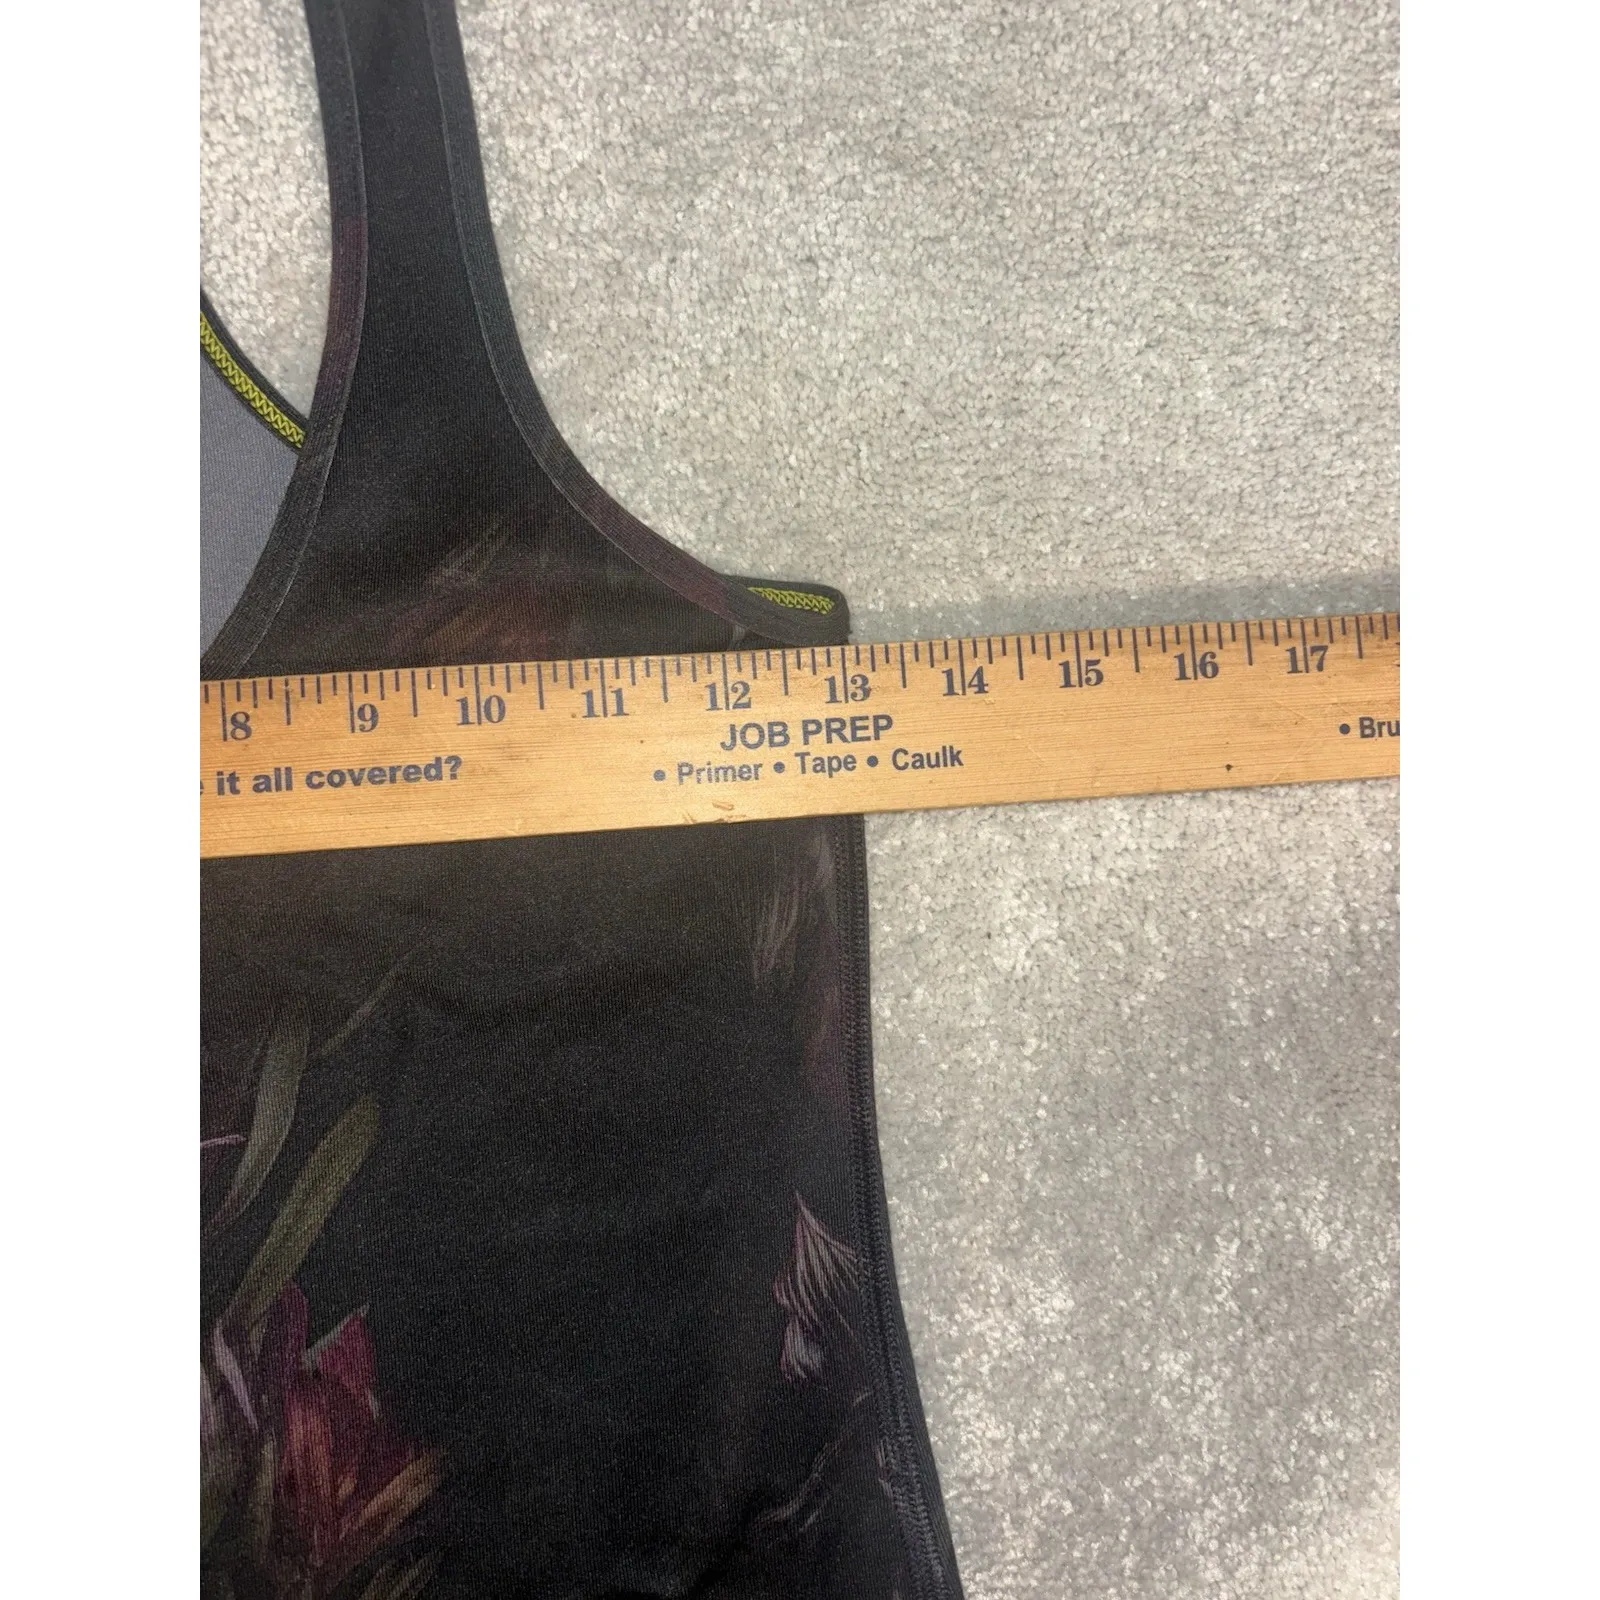 8 9 10 11 12 13 14 15 16 17
JOB PREP
• Bru
it all covered?
• Primer • Tape • Caulk